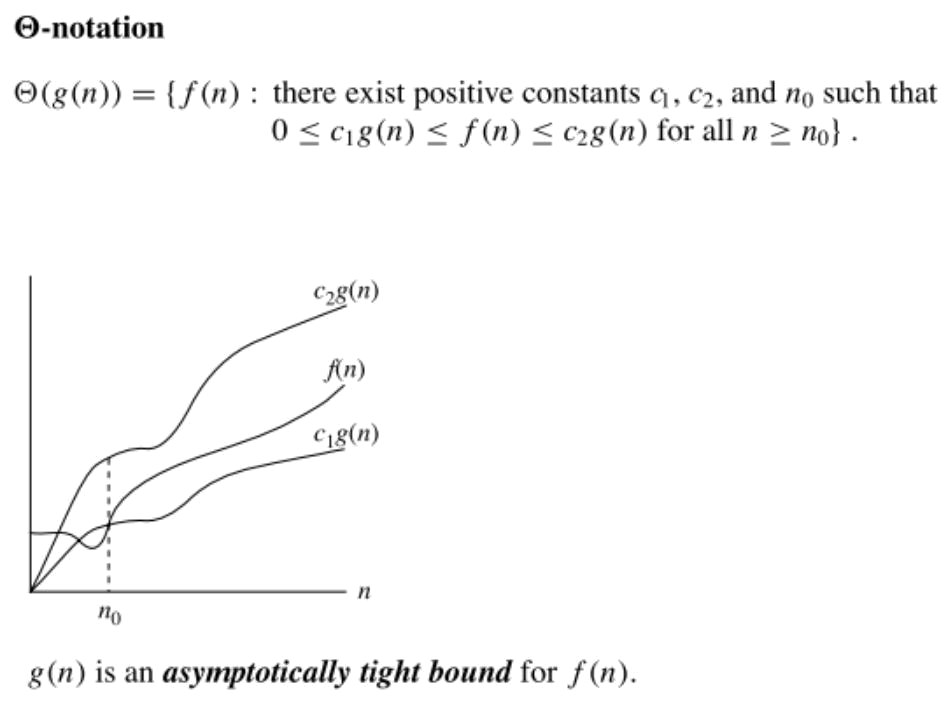 Θ-notation
Θ(g(n)) = {f(n) : there exist positive constants c₁, c₂, and n₀ such that
0 ≤ c₁g(n) ≤ f(n) ≤ c₂g(n) for all n ≥ n₀} .
c₂g(n)
f(n)
c₁g(n)
n
n₀
g(n) is an asymptotically tight bound for f(n).